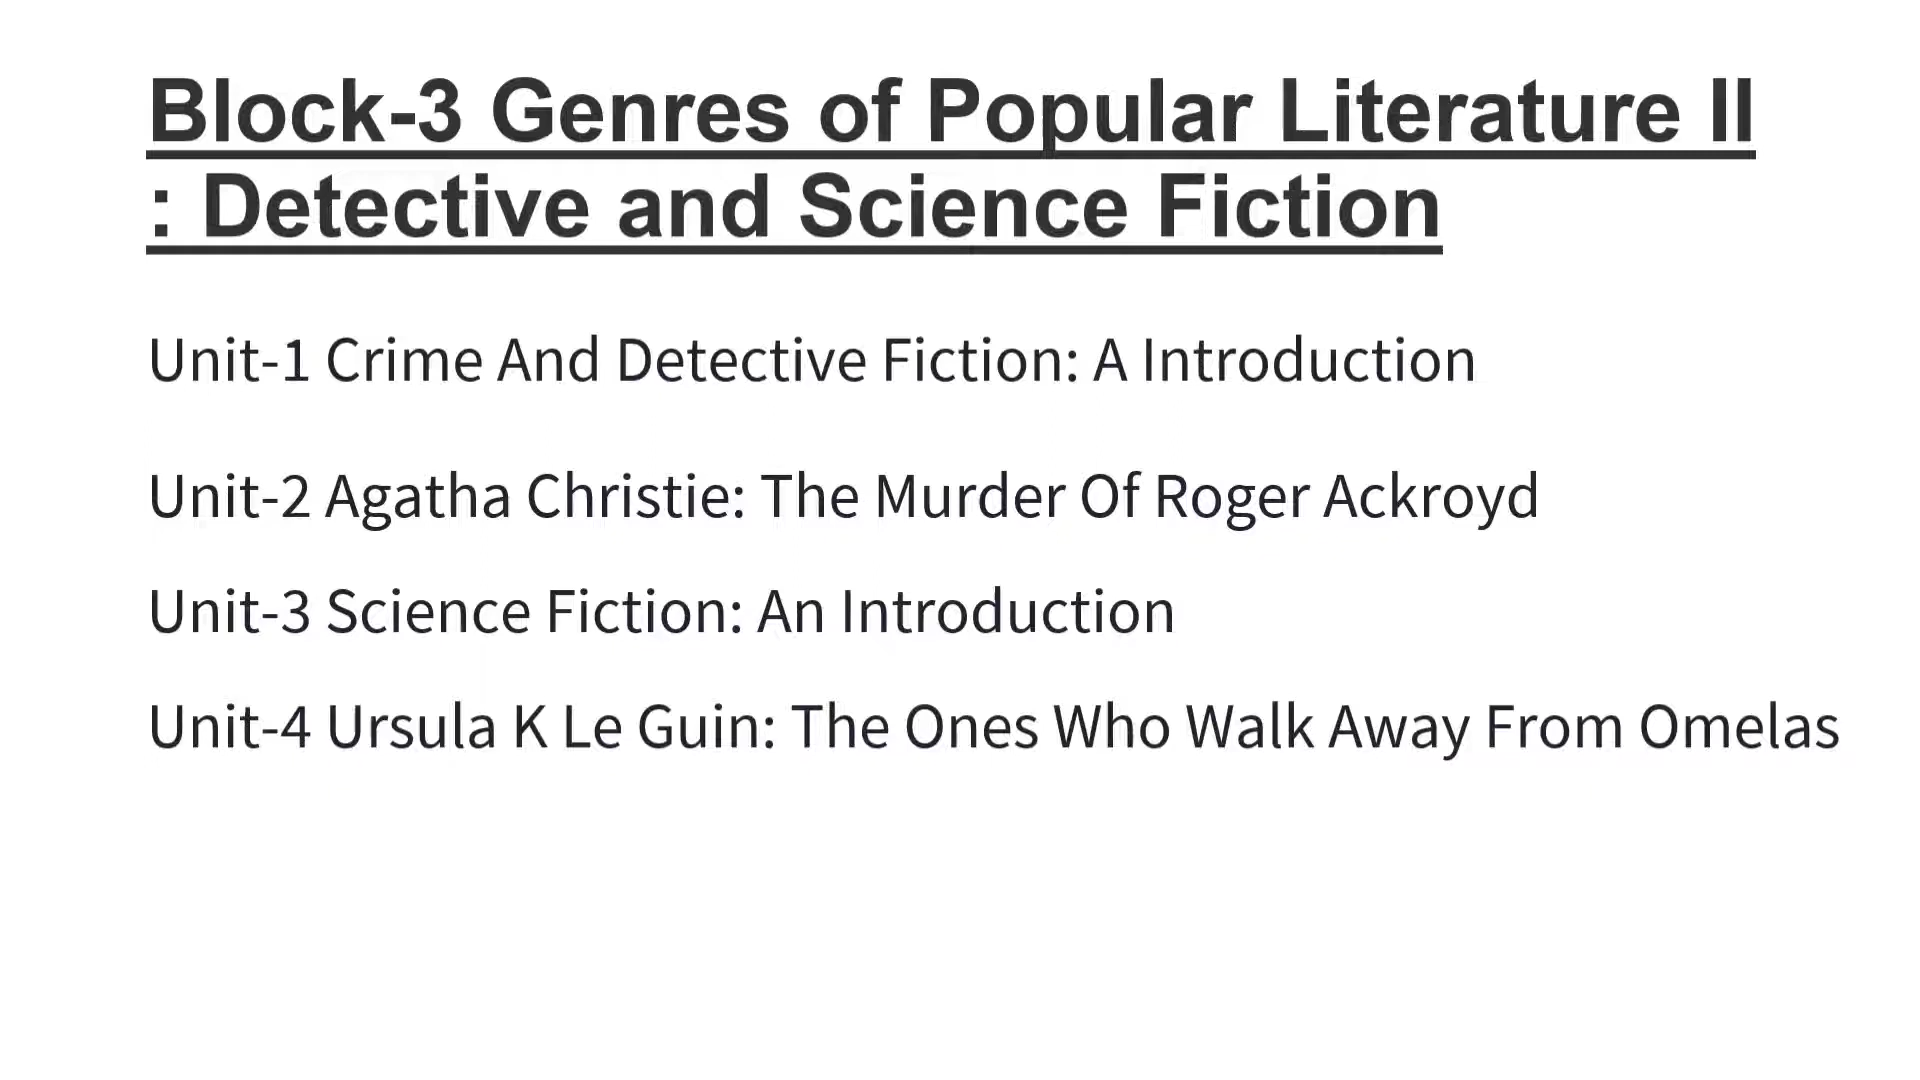 Block-3 Genres of Popular Literature II
: Detective and Science Fiction
Unit-1 Crime And Detective Fiction: A Introduction
Unit-2 Agatha Christie: The Murder Of Roger Ackroyd
Unit-3 Science Fiction: An Introduction
Unit-4 Ursula K Le Guin: The Ones Who Walk Away From Omelas